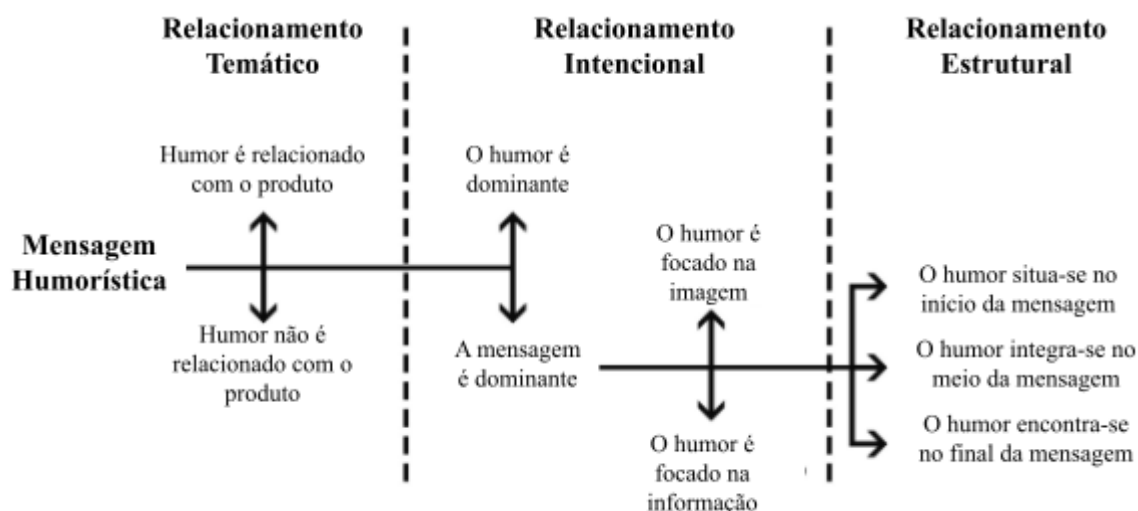 Relacionamento
Temático
Relacionamento
Intencional
Relacionamento
Estrutural
Humor é relacionado
com o produto
O humor é
dominante
Mensagem
Humorística
O humor é
focado na
imagem
O humor situa-se no
início da mensagem
Humor não é
relacionado com o
produto
A mensagem
é dominante
O humor integra-se no
meio da mensagem
O humor é
focado na
informação
O humor encontra-se
no final da mensagem